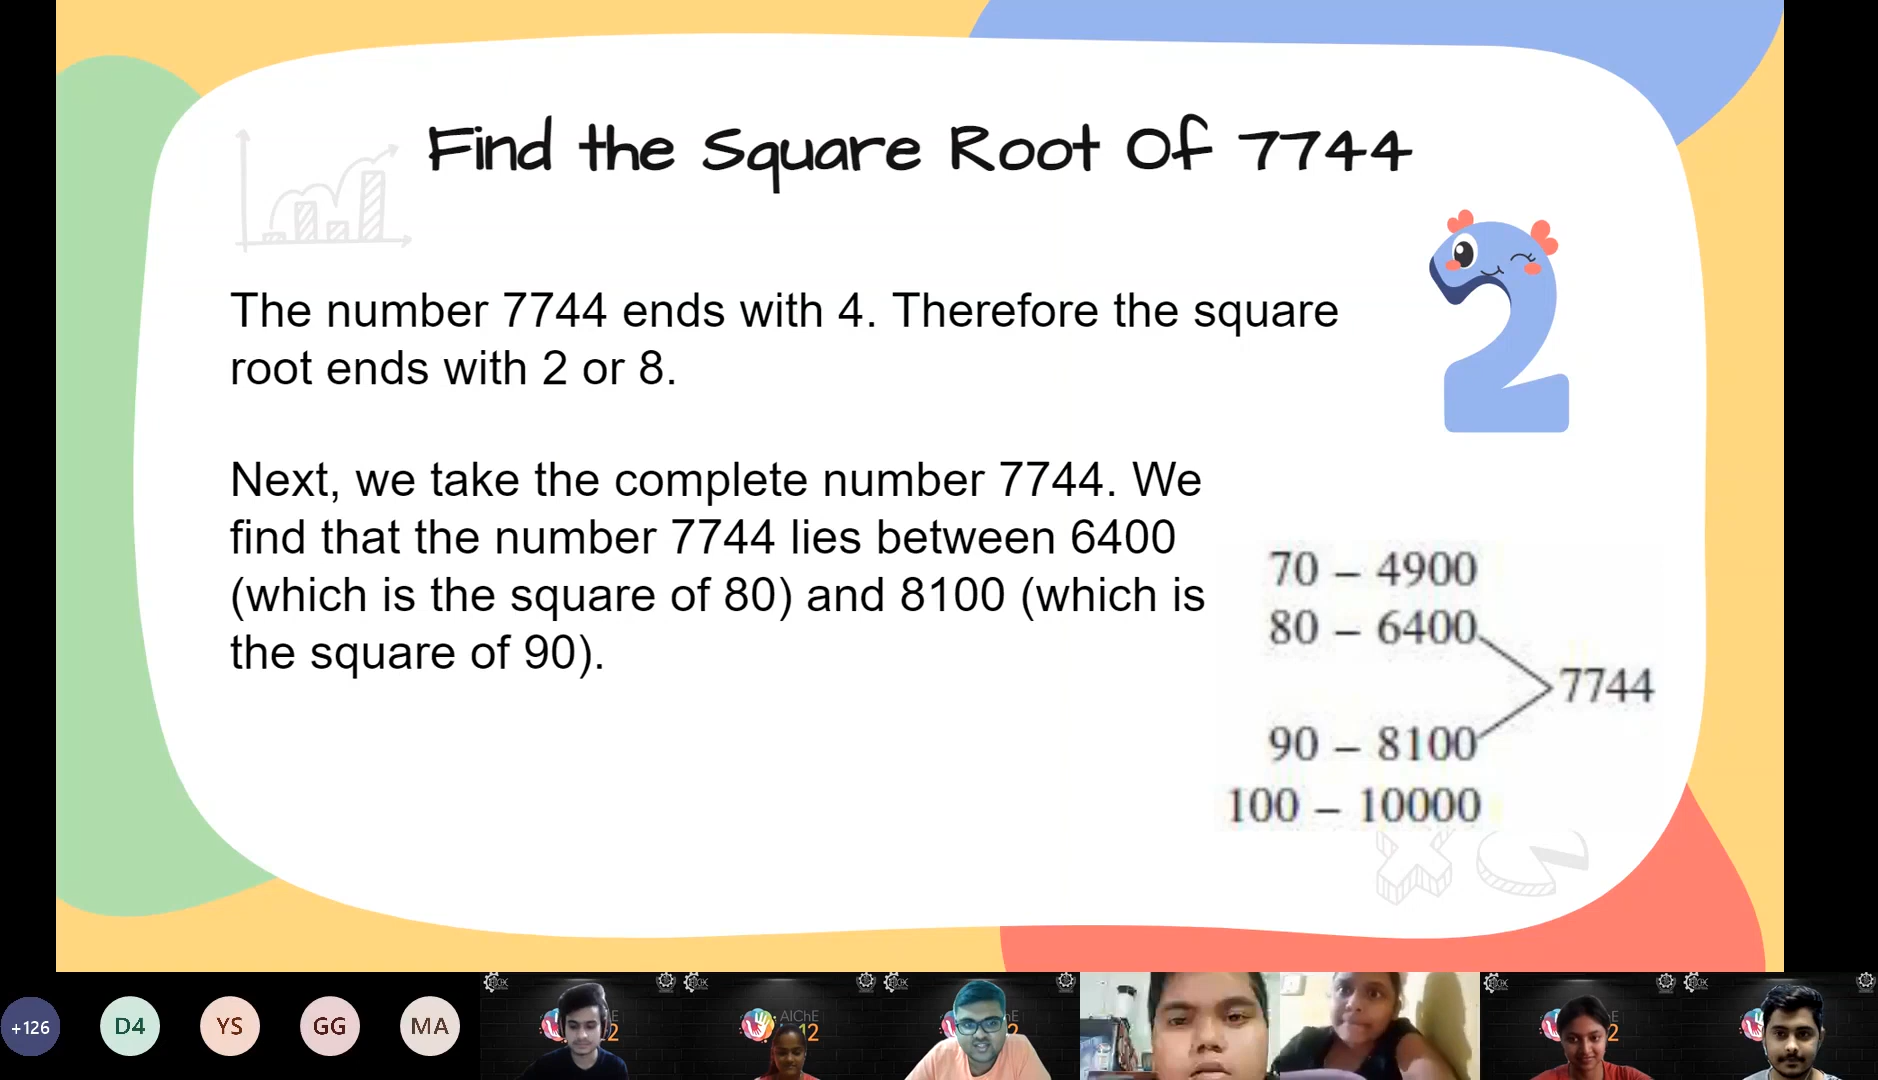 Find the Square Root Of 7744
The number 7744 ends with 4. Therefore the square
root ends with 2 or 8.
Next, we take the complete number 7744. We
find that the number 7744 lies between 6400
(which is the square of 80) and 8100 (which is
the square of 90).
70 – 4900
80 – 6400
7744
90 – 8100
100 – 10000
+126
D4
YS
GG
MA
AIChE
12